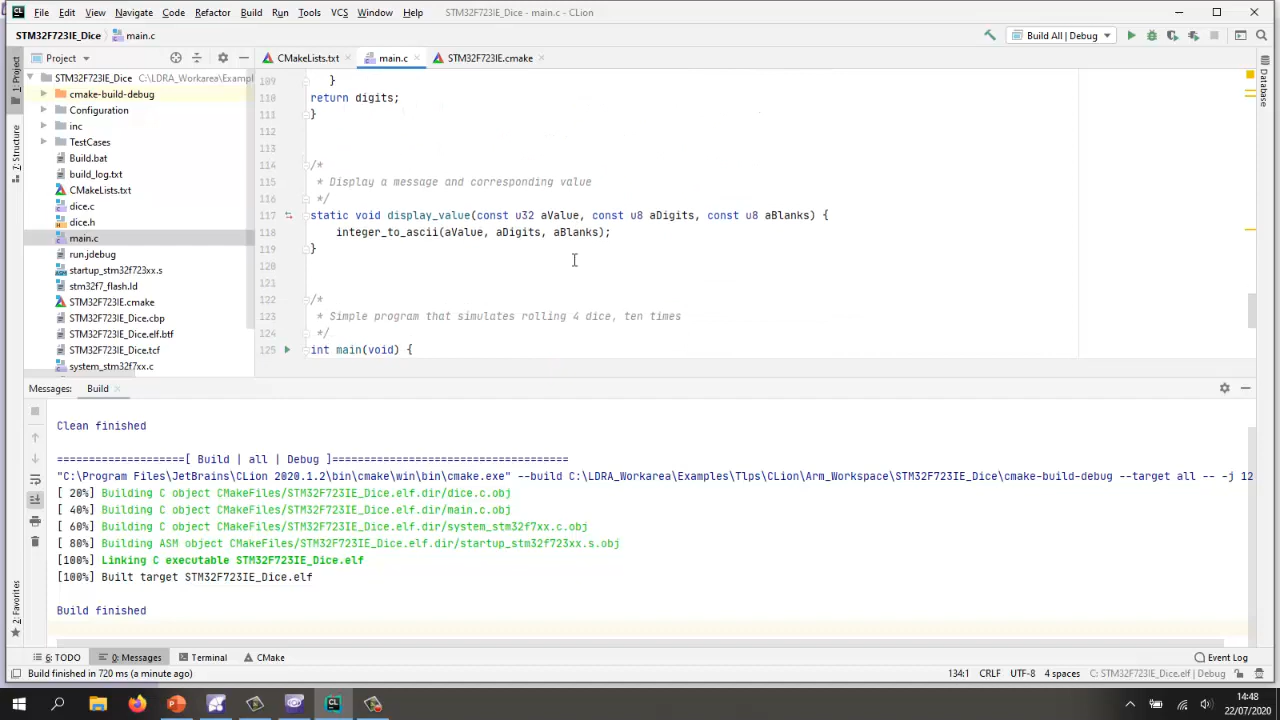 File Edit View Navigate Code Refactor Build Run Tools VCS Window Help STM32F723IE_Dice - main.c - CLion
STM32F723IE_Dice main.c Build All | Debug
Project CMakeLists.txt main.c STM32F723IE.cmake
1: Project
7: Structure
2: Favorites
Database
STM32F723IE_Dice C:\LDRA_Workarea\Exampl
cmake-build-debug
Configuration
inc
TestCases
Build.bat
build_log.txt
CMakeLists.txt
dice.c
dice.h
main.c
run.jdebug
startup_stm32f723xx.s
stm32f7_flash.ld
STM32F723IE.cmake
STM32F723IE_Dice.cbp
STM32F723IE_Dice.elf.btf
STM32F723IE_Dice.tcf
system_stm32f7xx.c
109 }
110 return digits;
111 }
112
113
114 /*
115 * Display a message and corresponding value
116 */
117 static void display_value(const u32 aValue, const u8 aDigits, const u8 aBlanks) {
118 integer_to_ascii(aValue, aDigits, aBlanks);
119 }
120
121
122 /*
123 * Simple program that simulates rolling 4 dice, ten times
124 */
125 int main(void) {
Messages: Build
Clean finished
====================[ Build | all | Debug ]=====================================
"C:\Program Files\JetBrains\CLion 2020.1.2\bin\cmake\win\bin\cmake.exe" --build C:\LDRA_Workarea\Examples\Tlps\CLion\Arm_Workspace\STM32F723IE_Dice\cmake-build-debug --target all -- -j 12
[ 20%] Building C object CMakeFiles/STM32F723IE_Dice.elf.dir/dice.c.obj
[ 40%] Building C object CMakeFiles/STM32F723IE_Dice.elf.dir/main.c.obj
[ 60%] Building C object CMakeFiles/STM32F723IE_Dice.elf.dir/system_stm32f7xx.c.obj
[ 80%] Building ASM object CMakeFiles/STM32F723IE_Dice.elf.dir/startup_stm32f723xx.s.obj
[100%] Linking C executable STM32F723IE_Dice.elf
[100%] Built target STM32F723IE_Dice.elf
Build finished
6: TODO 0: Messages Terminal CMake Event Log
Build finished in 720 ms (a minute ago) 134:1 CRLF UTF-8 4 spaces C: STM32F723IE_Dice.elf | Debug
14:48
22/07/2020